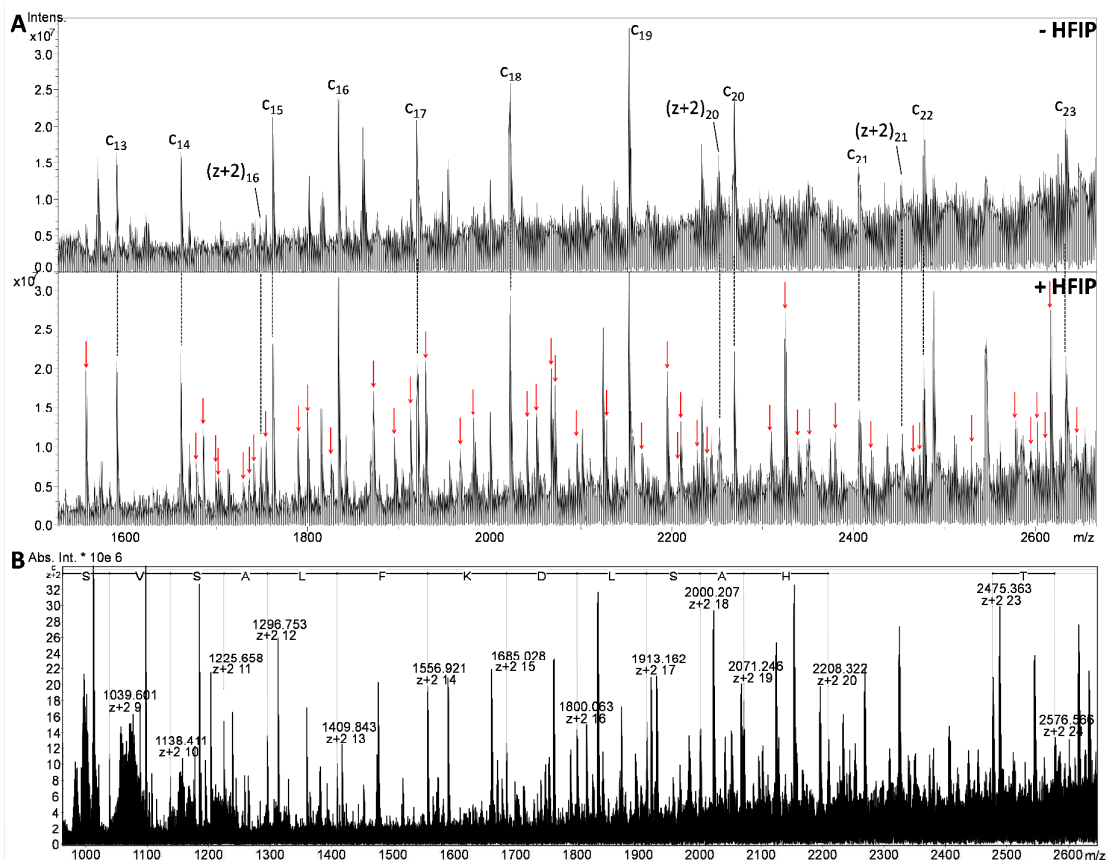 A Intens.
x10⁷
- HFIP
3.0
2.5
2.0
1.5
1.0
0.5
0.0
c₁₃
c₁₄
(z+2)₁₆
c₁₅
c₁₆
c₁₇
c₁₈
c₁₉
(z+2)₂₀
c₂₀
c₂₁
(z+2)₂₁
c₂₂
c₂₃
x10⁷
+ HFIP
3.0
2.5
2.0
1.5
1.0
0.5
0.0
1600 1800 2000 2200 2400 2600 m/z
B Abs. Int. * 10e 6
c
z+2
S V S A L F K D L S A H T
32
30
28
26
24
22
20
18
16
14
12
10
8
6
4
2
0
1039.601
z+2 9
1138.411
z+2 10
1225.658
z+2 11
1296.753
z+2 12
1409.843
z+2 13
1556.921
z+2 14
1685.028
z+2 15
1800.063
z+2 16
1913.162
z+2 17
2000.207
z+2 18
2071.246
z+2 19
2208.322
z+2 20
2475.363
z+2 23
2576.566
z+2 24
1000 1100 1200 1300 1400 1500 1600 1700 1800 1900 2000 2100 2200 2300 2400 2500 2600 m/z